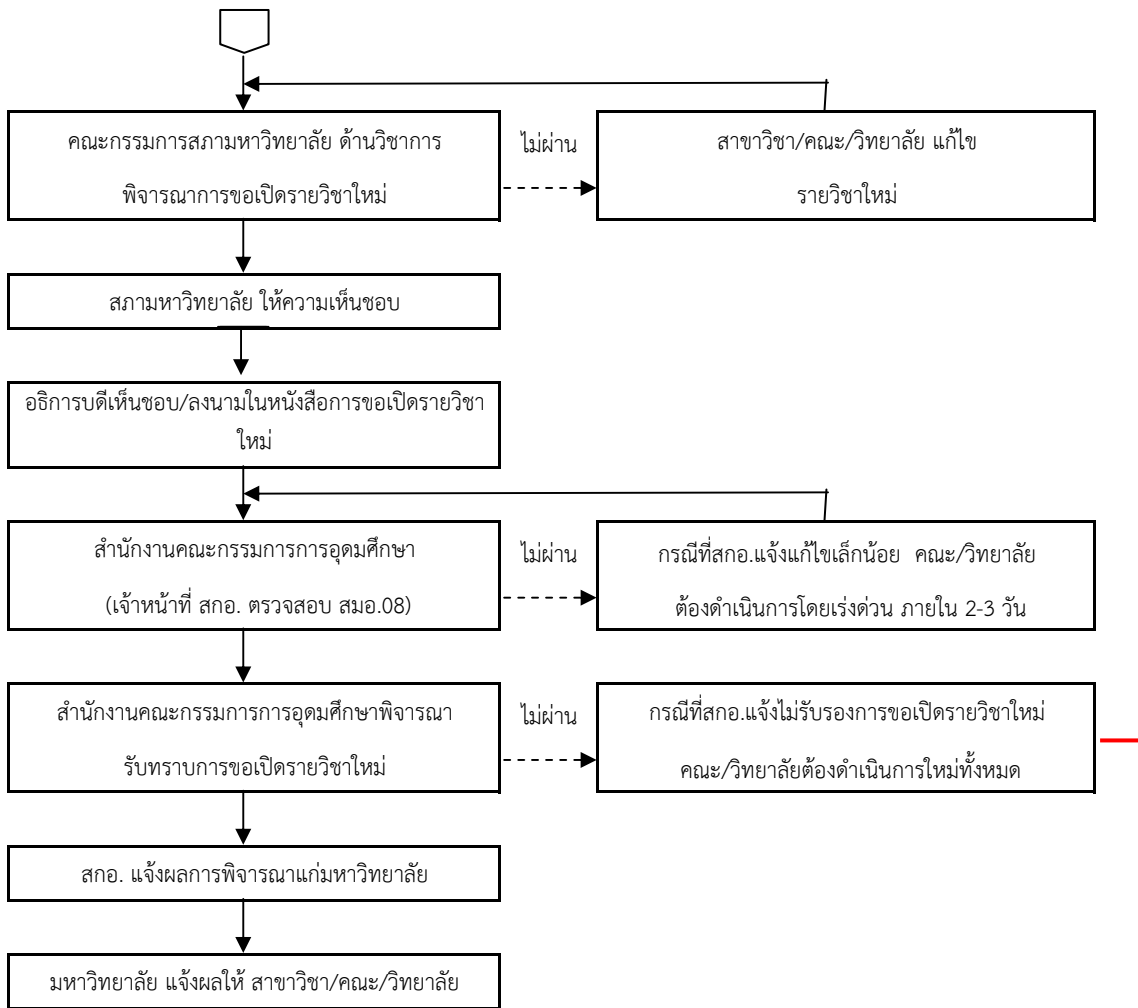 คณะกรรมการสภามหาวิทยาลัย ด้านวิชาการ
พิจารณาการขอเปิดรายวิชาใหม่
ไม่ผ่าน
สาขาวิชา/คณะ/วิทยาลัย แก้ไข
รายวิชาใหม่
สภามหาวิทยาลัย ให้ความเห็นชอบ
อธิการบดีเห็นชอบ/ลงนามในหนังสือการขอเปิดรายวิชา
ใหม่
สำนักงานคณะกรรมการการอุดมศึกษา
(เจ้าหน้าที่ สกอ. ตรวจสอบ สมอ.08)
ไม่ผ่าน
กรณีที่สกอ.แจ้งแก้ไขเล็กน้อย คณะ/วิทยาลัย
ต้องดำเนินการโดยเร่งด่วน ภายใน 2-3 วัน
สำนักงานคณะกรรมการการอุดมศึกษาพิจารณา
รับทราบการขอเปิดรายวิชาใหม่
ไม่ผ่าน
กรณีที่สกอ.แจ้งไม่รับรองการขอเปิดรายวิชาใหม่
คณะ/วิทยาลัยต้องดำเนินการใหม่ทั้งหมด
สกอ. แจ้งผลการพิจารณาแก่มหาวิทยาลัย
มหาวิทยาลัย แจ้งผลให้ สาขาวิชา/คณะ/วิทยาลัย